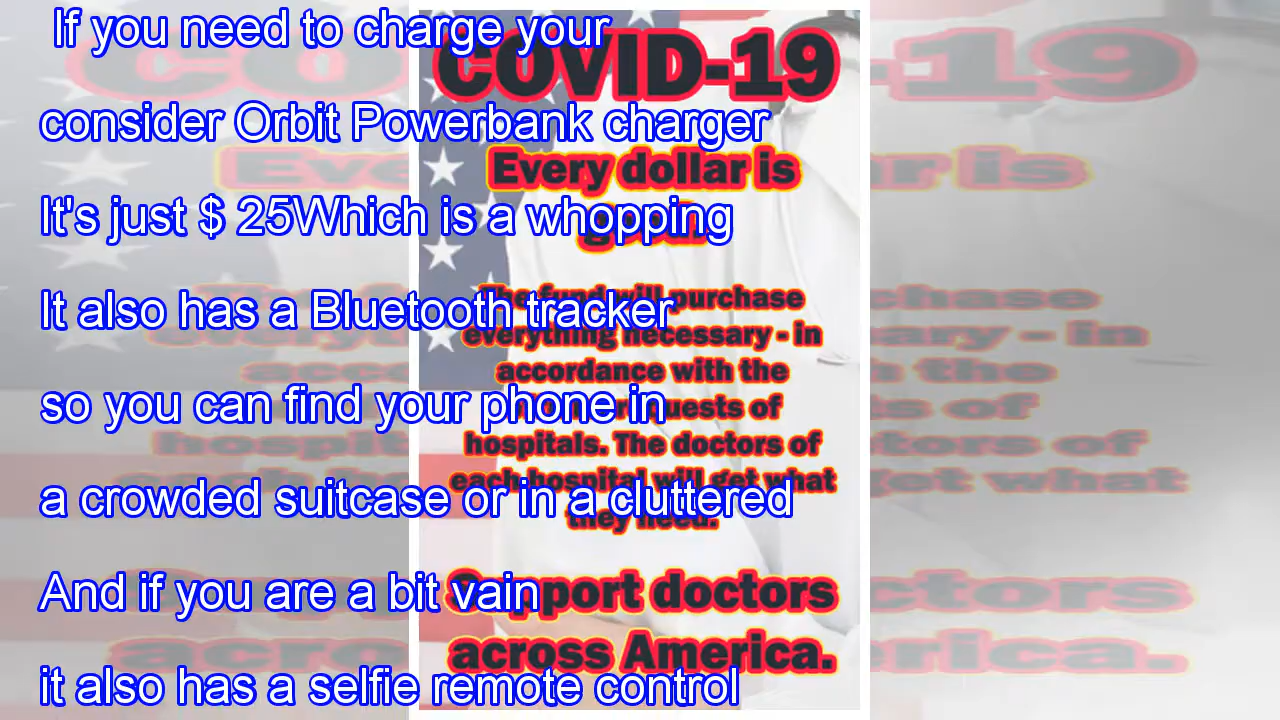 If you need to charge your
consider Orbit Powerbank charger
It's just $ 25Which is a whopping
It also has a Bluetooth tracker
so you can find your phone in
a crowded suitcase or in a cluttered
And if you are a bit vain
it also has a selfie remote control
COVID-19
Every dollar is
The fund will purchase
everything necessary - in
accordance with the
of
hospitals. The doctors of
each hospital will get what
they need.
Support doctors
across America.